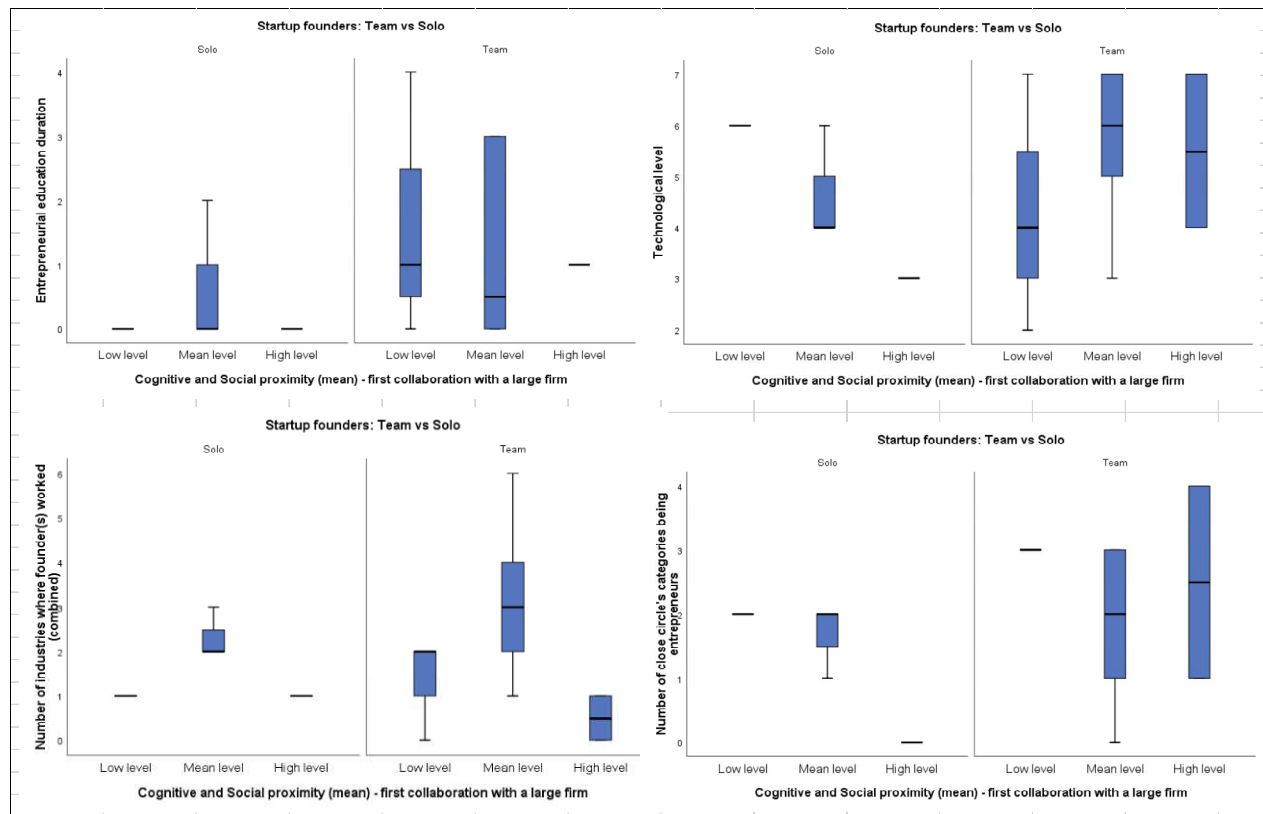 Startup founders: Team vs Solo
Solo
Team
Entrepreneurial education duration
4
3
2
1
0
Low level
Mean level
High level
Low level
Mean level
High level
Cognitive and Social proximity (mean) - first collaboration with a large firm
Startup founders: Team vs Solo
Solo
Team
Technological level
7
6
5
4
3
2
Low level
Mean level
High level
Low level
Mean level
High level
Cognitive and Social proximity (mean) - first collaboration with a large firm
Startup founders: Team vs Solo
Solo
Team
Number of industries where founder(s) worked
(combined)
6
5
4
3
2
1
0
Low level
Mean level
High level
Low level
Mean level
High level
Cognitive and Social proximity (mean) - first collaboration with a large firm
Startup founders: Team vs Solo
Solo
Team
Number of close circle's categories being
entrepreneurs
4
3
2
1
0
Low level
Mean level
High level
Low level
Mean level
High level
Cognitive and Social proximity (mean) - first collaboration with a large firm